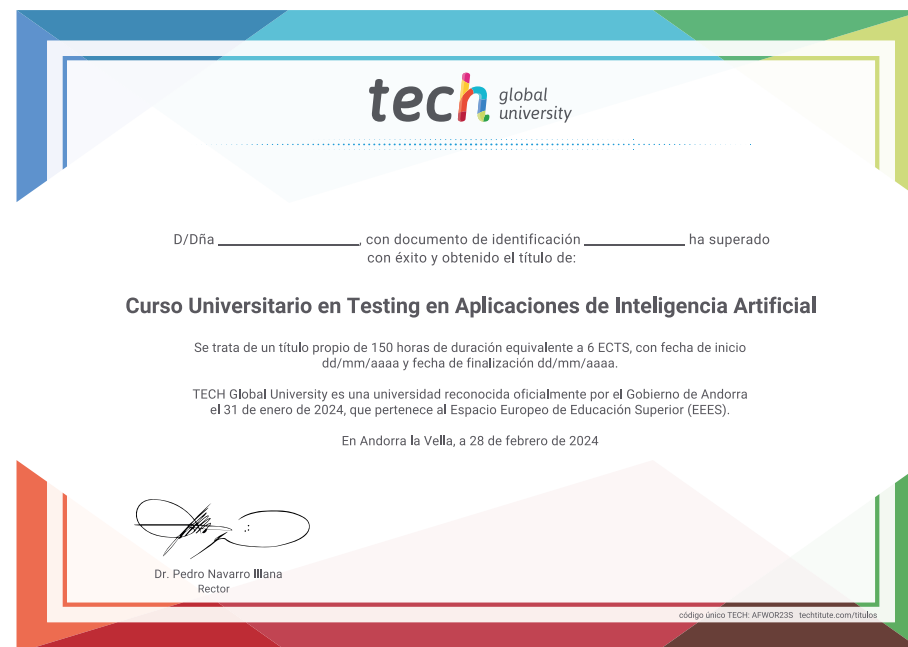 tech global university
D/Dña ____________________, con documento de identificación ______________ ha superado
con éxito y obtenido el título de:
Curso Universitario en Testing en Aplicaciones de Inteligencia Artificial
Se trata de un título propio de 150 horas de duración equivalente a 6 ECTS, con fecha de inicio
dd/mm/aaaa y fecha de finalización dd/mm/aaaa.
TECH Global University es una universidad reconocida oficialmente por el Gobierno de Andorra
el 31 de enero de 2024, que pertenece al Espacio Europeo de Educación Superior (EEES).
En Andorra la Vella, a 28 de febrero de 2024
Dr. Pedro Navarro Illana
Rector
código único TECH: AFWOR23S techtitute.com/titulos